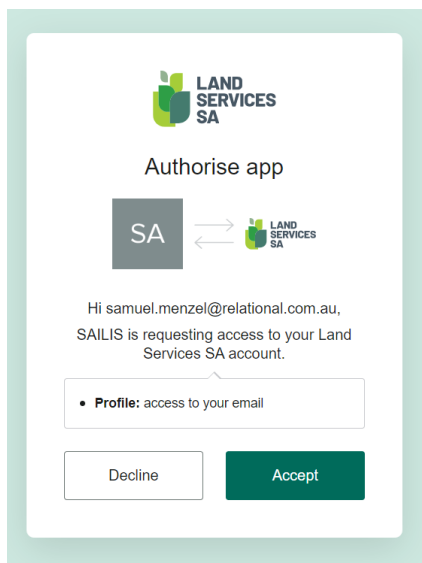 LAND
SERVICES
SA
Authorise app
SA
LAND
SERVICES
SA
Hi samuel.menzel@relational.com.au,
SAILIS is requesting access to your Land
Services SA account.
• Profile: access to your email
Decline
Accept